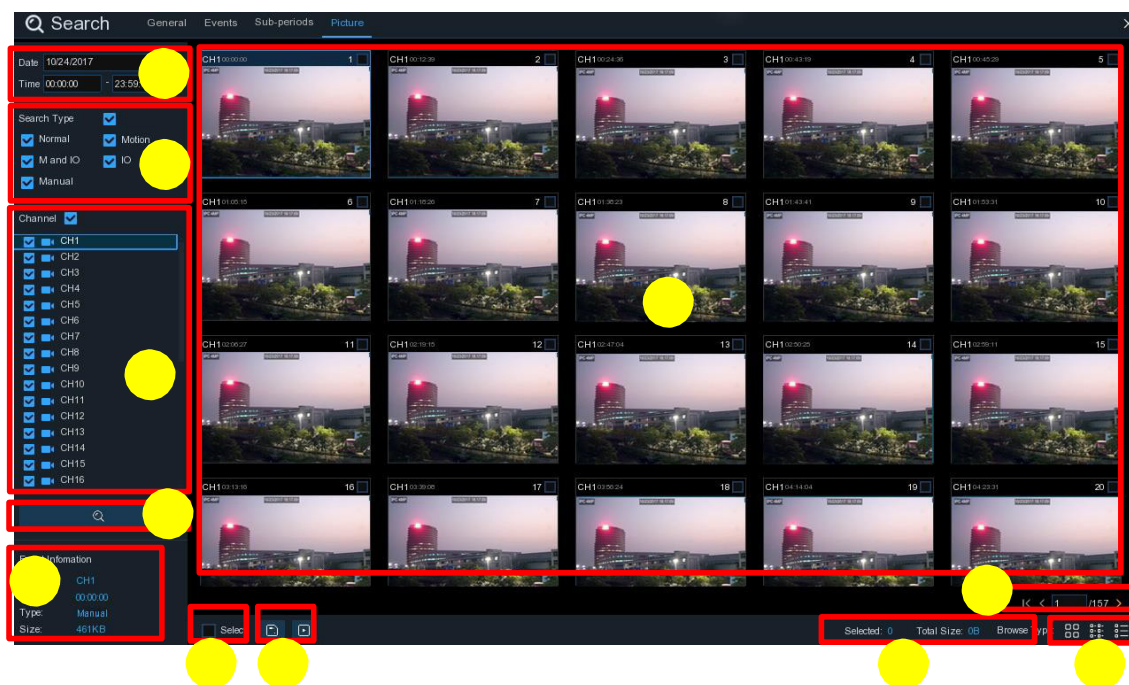 Search General Events Sub-periods Picture
Date 10/24/2017
Time 00:00:00 - 23:59:
Search Type
Normal Motion
M and IO IO
Manual
Channel
CH1
CH2
CH3
CH4
CH5
CH6
CH7
CH8
CH9
CH10
CH11
CH12
CH13
CH14
CH15
CH16
CH1 00:00:00 1
CH1 00:12:39 2
CH1 00:24:36 3
CH1 00:43:19 4
CH1 00:45:29 5
CH1 01:05:15 6
CH1 01:18:20 7
CH1 01:38:23 8
CH1 01:43:41 9
CH1 01:53:31 10
CH1 02:06:27 11
CH1 02:19:15 12
CH1 02:47:04 13
CH1 02:50:25 14
CH1 02:59:11 15
CH1 03:13:16 16
CH1 03:39:08 17
CH1 03:56:24 18
CH1 04:14:04 19
CH1 04:23:31 20
Infomation
CH1
00:00:00
Type: Manual
Size: 461KB
1 /157
Selec
Selected: 0 Total Size: 0B Browse Typ